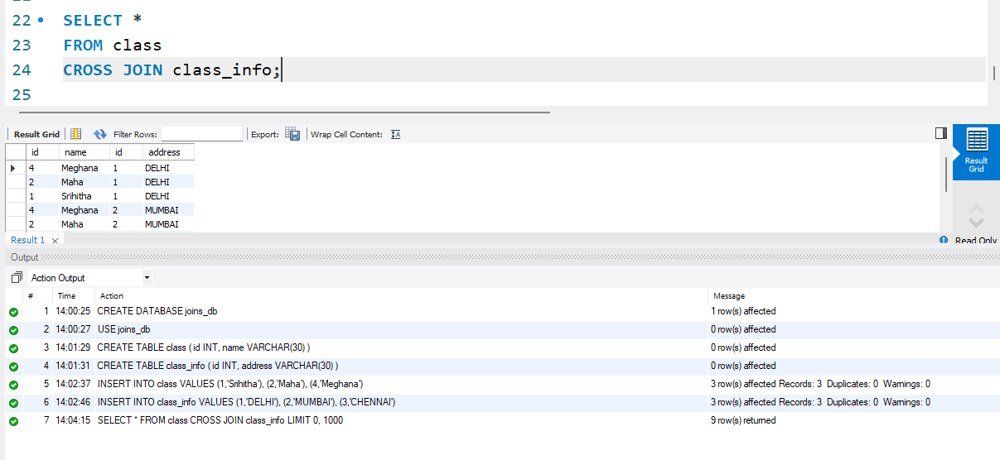 22 SELECT *
23 FROM class
24 CROSS JOIN class_info;
25
Result Grid Filter Rows: Export: Wrap Cell Content:
id name id address
4 Meghana 1 DELHI
2 Maha 1 DELHI
1 Srihitha 1 DELHI
4 Meghana 2 MUMBAI
2 Maha 2 MUMBAI
Result Grid
Result 1 × Read Only
Output
Action Output
# Time Action Message
1 14:00:25 CREATE DATABASE joins_db 1 row(s) affected
2 14:00:27 USE joins_db 0 row(s) affected
3 14:01:29 CREATE TABLE class ( id INT, name VARCHAR(30) ) 0 row(s) affected
4 14:01:31 CREATE TABLE class_info ( id INT, address VARCHAR(30) ) 0 row(s) affected
5 14:02:37 INSERT INTO class VALUES (1,'Srihitha'), (2,'Maha'), (4,'Meghana') 3 row(s) affected Records: 3 Duplicates: 0 Warnings: 0
6 14:02:46 INSERT INTO class_info VALUES (1,'DELHI'), (2,'MUMBAI'), (3,'CHENNAI') 3 row(s) affected Records: 3 Duplicates: 0 Warnings: 0
7 14:04:15 SELECT * FROM class CROSS JOIN class_info LIMIT 0, 1000 9 row(s) returned